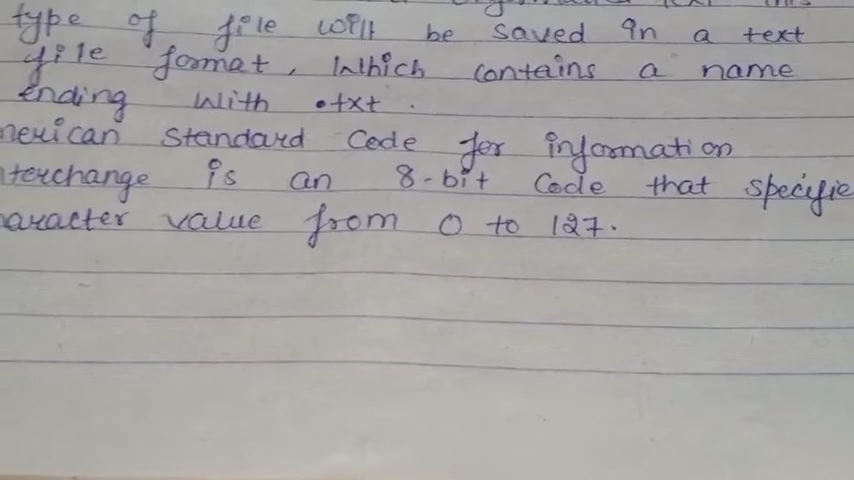 type of file will be saved in a text
file format, Which contains a name
ending With .txt.
merican Standard Code for information
nterchange is an 8-bit Code that specifie
aracter value from 0 to 127.